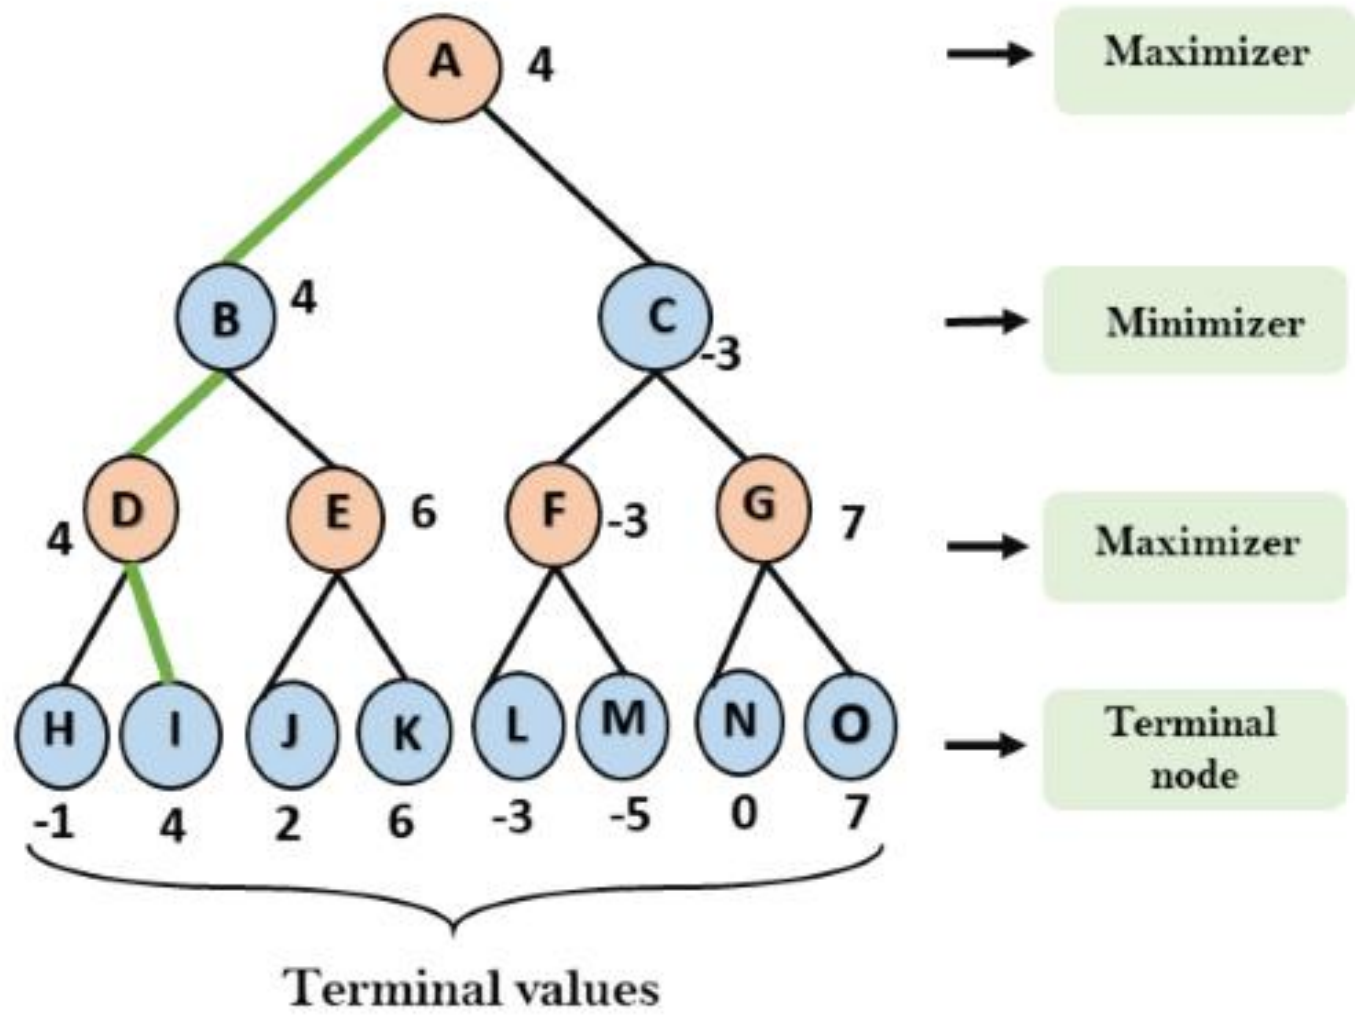 A 4
Maximizer
B 4
C
-3
Minimizer
D
4
E 6
F -3
G 7
Maximizer
H I J K L M N O
Terminal
node
-1 4 2 6 -3 -5 0 7
Terminal values